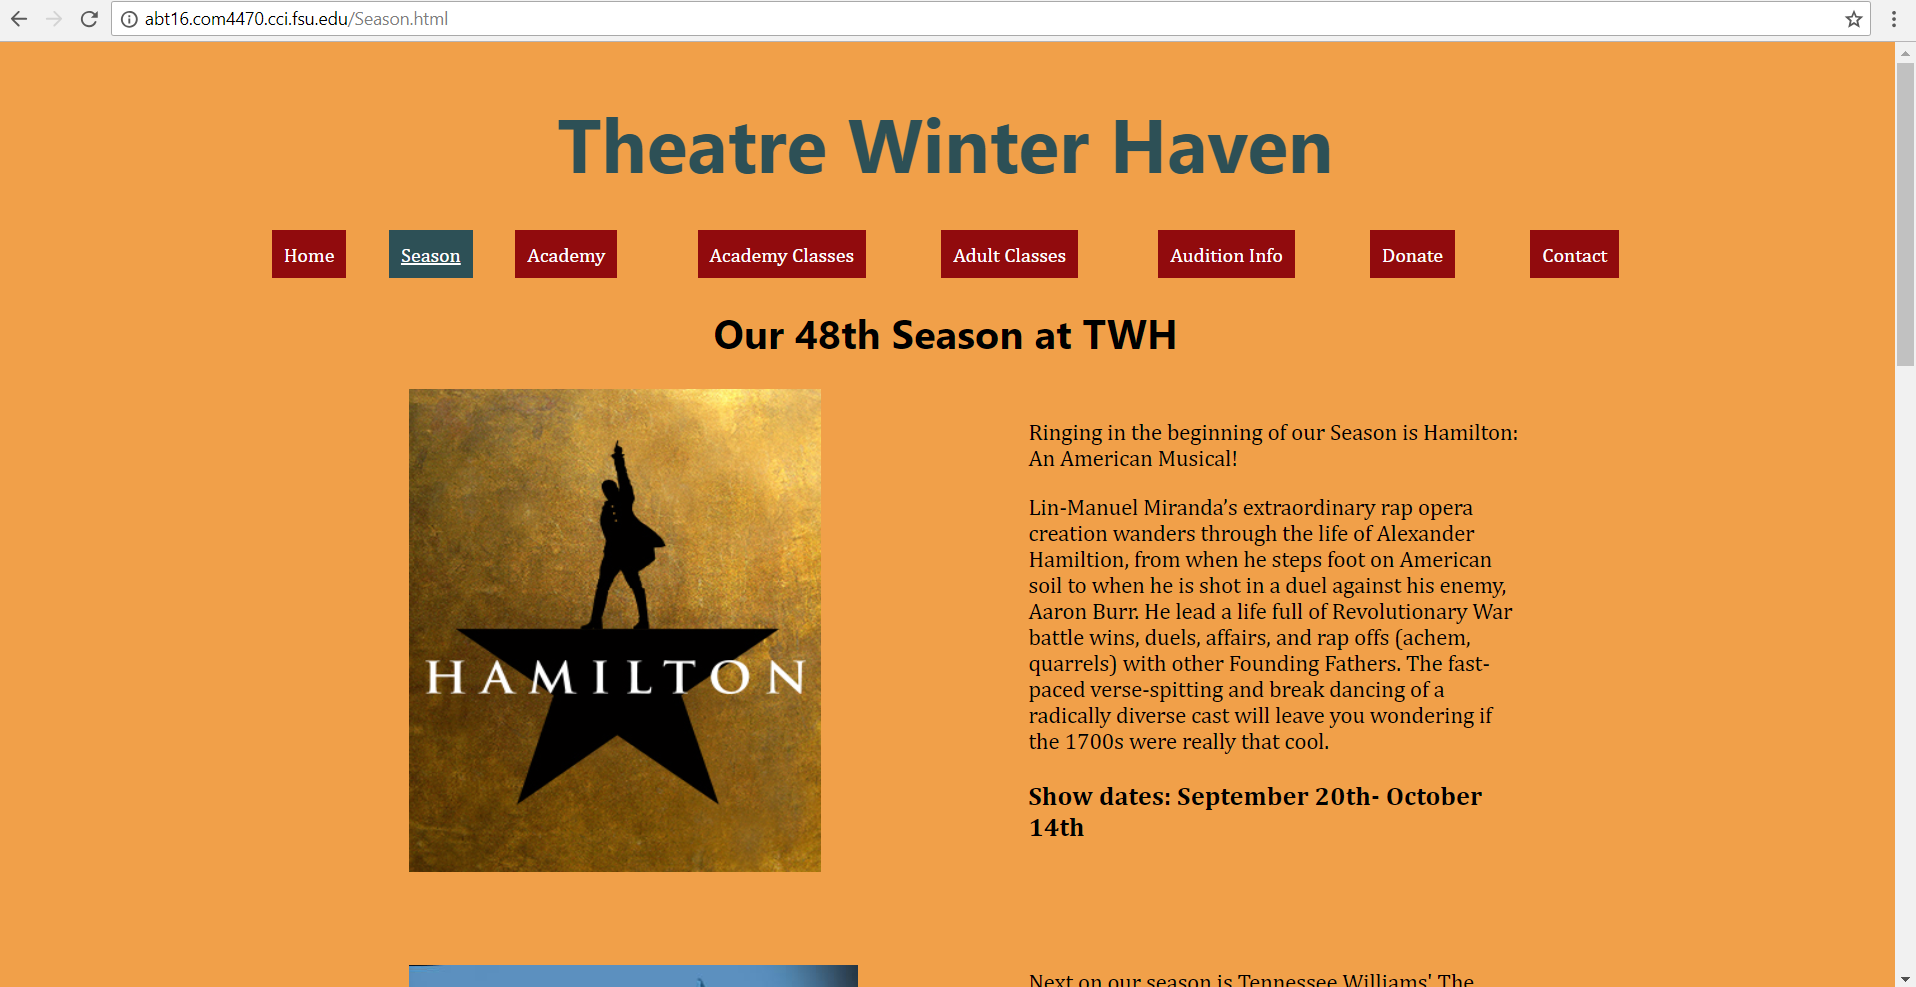 abt16.com4470.cci.fsu.edu/Season.html
Theatre Winter Haven
Home Season Academy Academy Classes Adult Classes Audition Info Donate Contact
Our 48th Season at TWH
HAMILTON
Ringing in the beginning of our Season is Hamilton:
An American Musical!
Lin-Manuel Miranda’s extraordinary rap opera
creation wanders through the life of Alexander
Hamiltion, from when he steps foot on American
soil to when he is shot in a duel against his enemy,
Aaron Burr. He lead a life full of Revolutionary War
battle wins, duels, affairs, and rap offs (achem,
quarrels) with other Founding Fathers. The fast-
paced verse-spitting and break dancing of a
radically diverse cast will leave you wondering if
the 1700s were really that cool.
Show dates: September 20th- October
14th
Next on our season is Tennessee Williams' The